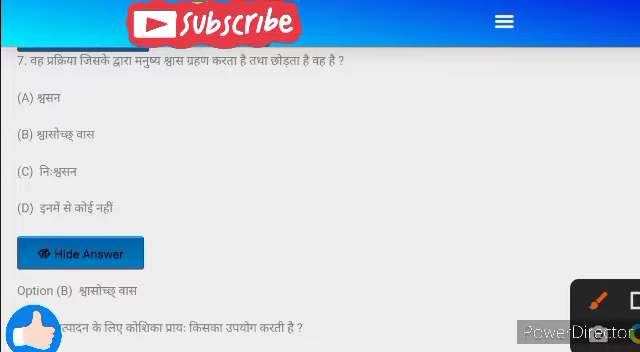 Subscribe
7. वह प्रक्रिया जिसके द्वारा मनुष्य श्वास ग्रहण करता है तथा छोड़ता है वह है ?
(A) श्वसन
(B) श्वासोच्छ् वास
(C) निःश्वसन
(D) इनमें से कोई नहीं
Hide Answer
Option (B) श्वासोच्छ् वास
त्पादन के लिए कोशिका प्रायः किसका उपयोग करती है ?
PowerDirector